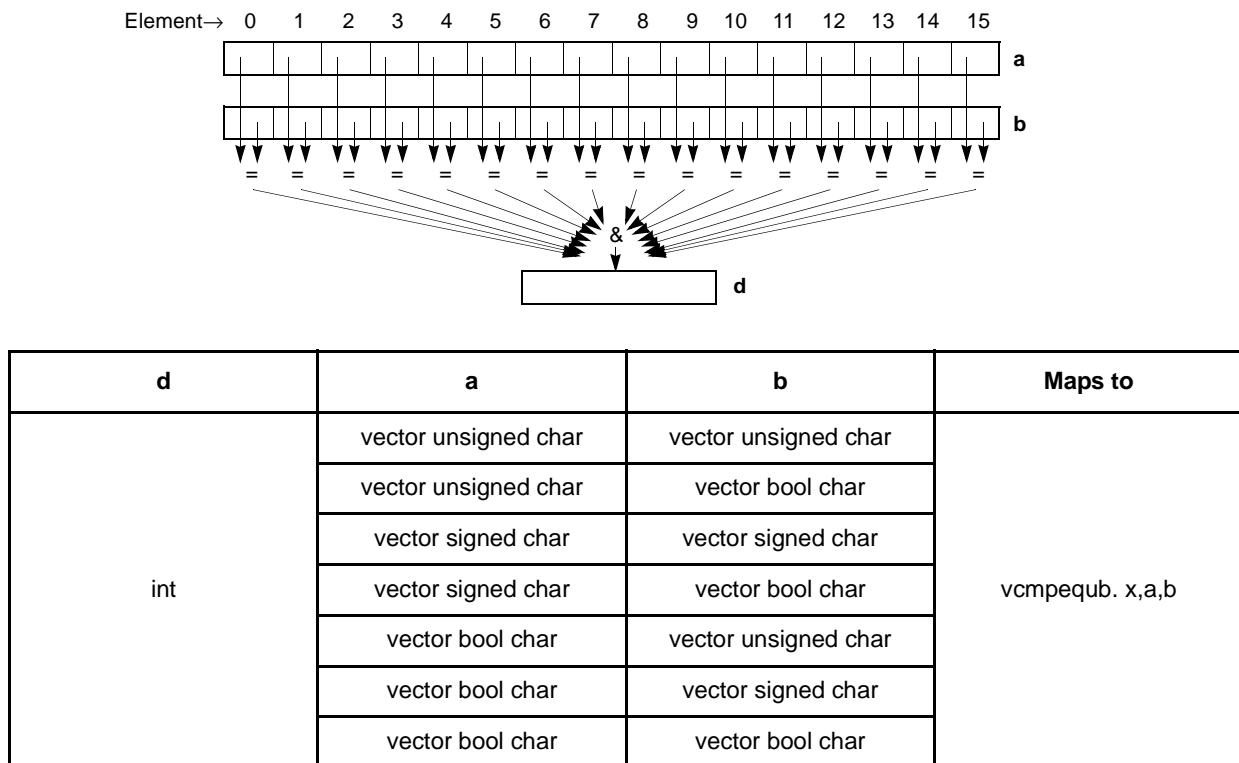 Element→ 0 1 2 3 4 5 6 7 8 9 10 11 12 13 14 15
a
b
= = = = = = = = = = = = = = = =
&
d
d a b Maps to
vector unsigned char vector unsigned char
vector unsigned char vector bool char
vector signed char vector signed char
int vector signed char vector bool char vcmpequb. x,a,b
vector bool char vector unsigned char
vector bool char vector signed char
vector bool char vector bool char